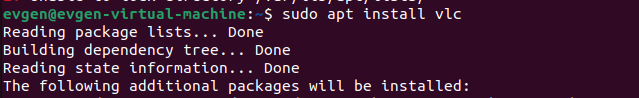 evgen@evgen-virtual-machine:~$ sudo apt install vlc
Reading package lists... Done
Building dependency tree... Done
Reading state information... Done
The following additional packages will be installed: